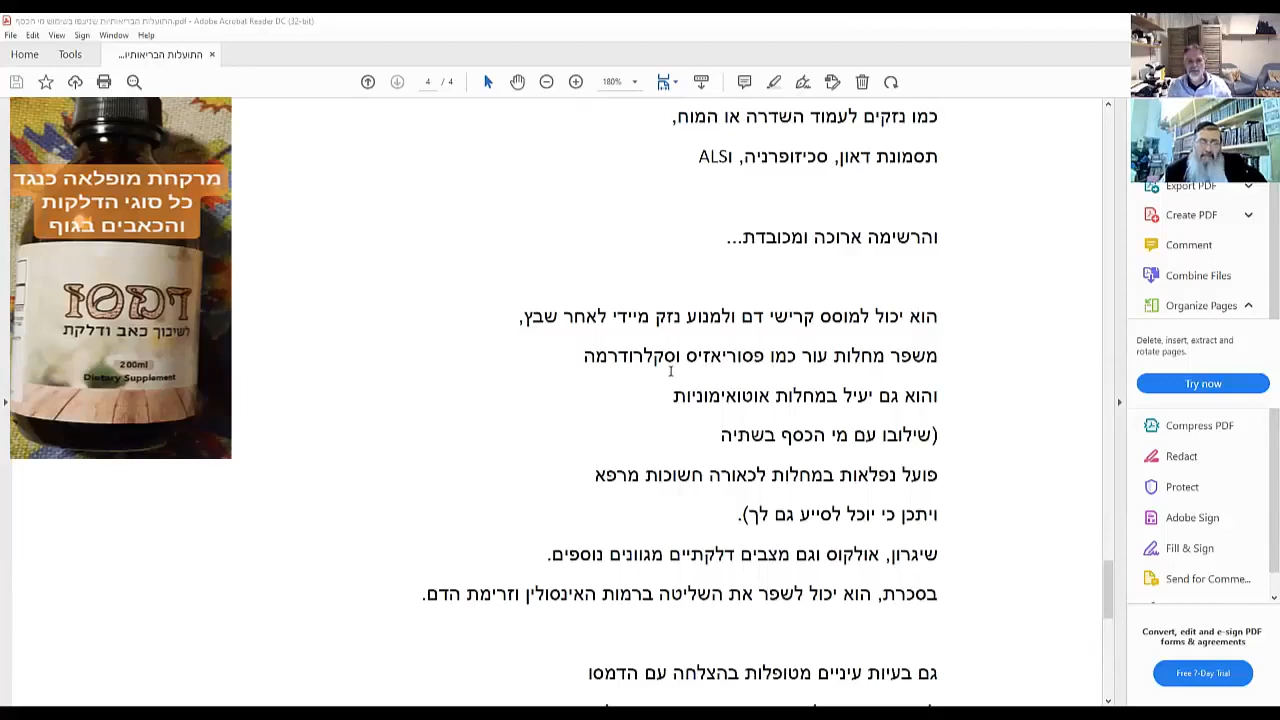 התועלות הבריאותיות שניצפו בשימוש מי הכסף.pdf - Adobe Acrobat Reader DC (32-bit)
File Edit View Sign Window Help
Home Tools התועלות הבריאותיו... ×
4 / 4 180%
מרקחת מופלאה כנגד
כל סוגי הדלקות
והכאבים בגוף
דמסו
לשיכוך כאב ודלקת
200ml
Dietary Supplement
כמו נזקים לעמוד השדרה או המוח,
תסמונת דאון, סכיזופרניה, וALS
והרשימה ארוכה ומכובדת...
הוא יכול למוסס קרישי דם ולמנוע נזק מיידי לאחר שבץ,
משפר מחלות עור כמו פסוריאזיס וסקלרודרמה
והוא גם יעיל במחלות אוטואימוניות
(שילובו עם מי הכסף בשתיה
פועל נפלאות במחלות לכאורה חשוכות מרפא
ויתכן כי יוכל לסייע גם לך).
שיגרון, אולקוס וגם מצבים דלקתיים מגוונים נוספים.
בסכרת, הוא יכול לשפר את השליטה ברמות האינסולין וזרימת הדם.
גם בעיות עיניים מטופלות בהצלחה עם הדמסו
Export PDF
Create PDF
Comment
Combine Files
Organize Pages
Delete, insert, extract and
rotate pages.
Try now
Compress PDF
Redact
Protect
Adobe Sign
Fill & Sign
Send for Comme...
Convert, edit and e-sign PDF
forms & agreements
Free 7-Day Trial